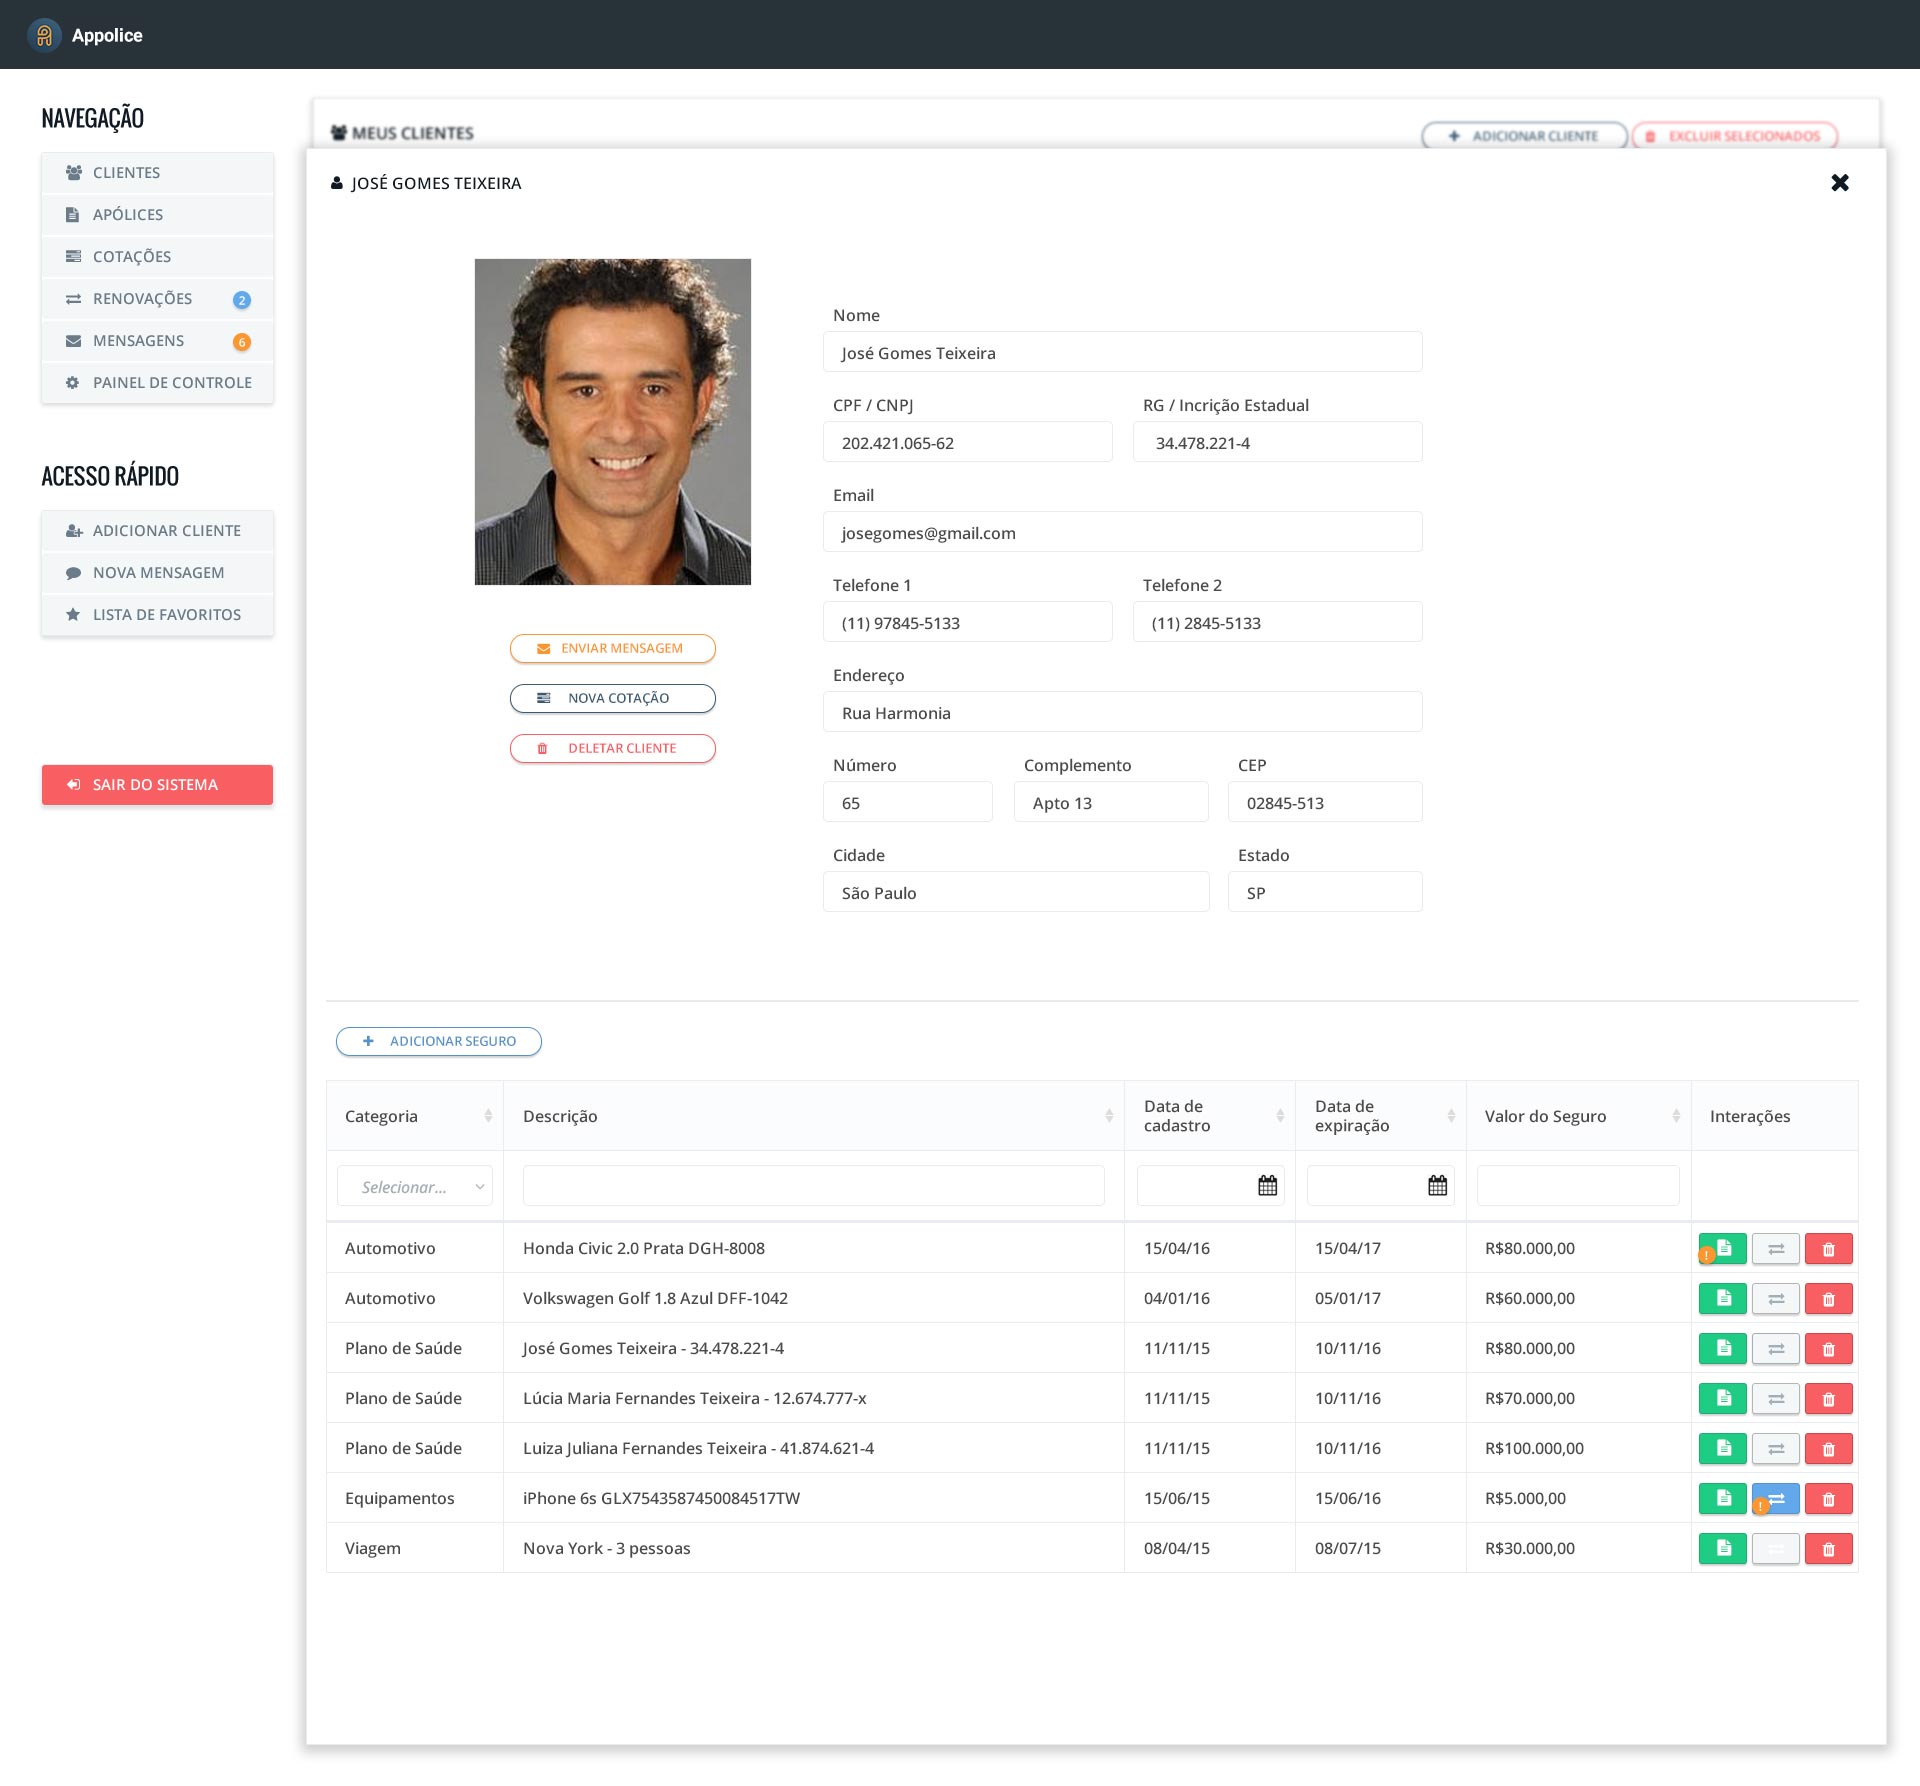 Appolice
NAVEGAÇÃO
CLIENTES
APÓLICES
COTAÇÕES
RENOVAÇÕES 2
MENSAGENS 6
PAINEL DE CONTROLE
ACESSO RÁPIDO
ADICIONAR CLIENTE
NOVA MENSAGEM
LISTA DE FAVORITOS
SAIR DO SISTEMA
MEUS CLIENTES
ADICIONAR CLIENTE EXCLUIR SELECIONADOS
JOSÉ GOMES TEIXEIRA
ENVIAR MENSAGEM
NOVA COTAÇÃO
DELETAR CLIENTE
Nome
José Gomes Teixeira
CPF / CNPJ RG / Incrição Estadual
202.421.065-62 34.478.221-4
Email
josegomes@gmail.com
Telefone 1 Telefone 2
(11) 97845-5133 (11) 2845-5133
Endereço
Rua Harmonia
Número Complemento CEP
65 Apto 13 02845-513
Cidade Estado
São Paulo SP
ADICIONAR SEGURO
Categoria Descrição Data de cadastro Data de expiração Valor do Seguro Interações
Selecionar...
Automotivo Honda Civic 2.0 Prata DGH-8008 15/04/16 15/04/17 R$80.000,00 !
Automotivo Volkswagen Golf 1.8 Azul DFF-1042 04/01/16 05/01/17 R$60.000,00
Plano de Saúde José Gomes Teixeira - 34.478.221-4 11/11/15 10/11/16 R$80.000,00
Plano de Saúde Lúcia Maria Fernandes Teixeira - 12.674.777-x 11/11/15 10/11/16 R$70.000,00
Plano de Saúde Luiza Juliana Fernandes Teixeira - 41.874.621-4 11/11/15 10/11/16 R$100.000,00
Equipamentos iPhone 6s GLX7543587450084517TW 15/06/15 15/06/16 R$5.000,00 !
Viagem Nova York - 3 pessoas 08/04/15 08/07/15 R$30.000,00